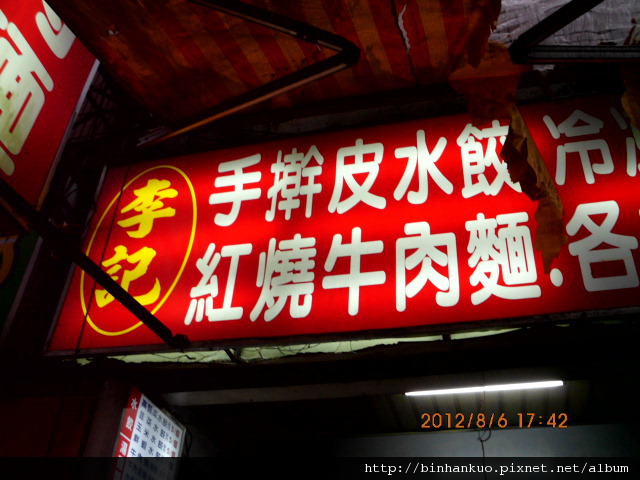 李記
手擀皮水餃 冷
紅燒牛肉麵.各
2012/8/6 17:42
http://binhankuo.pixnet.net/album